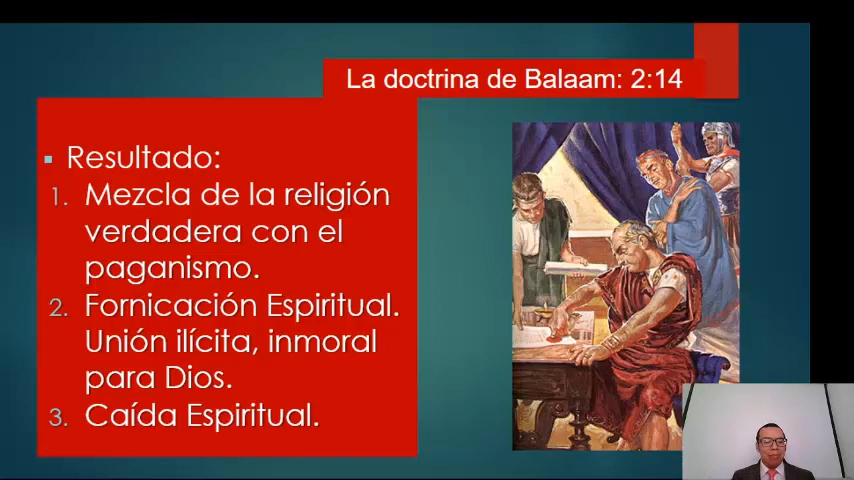 La doctrina de Balaam: 2:14
▪ Resultado:
1. Mezcla de la religión
verdadera con el
paganismo.
2. Fornicación Espiritual.
Unión ilícita, inmoral
para Dios.
3. Caída Espiritual.